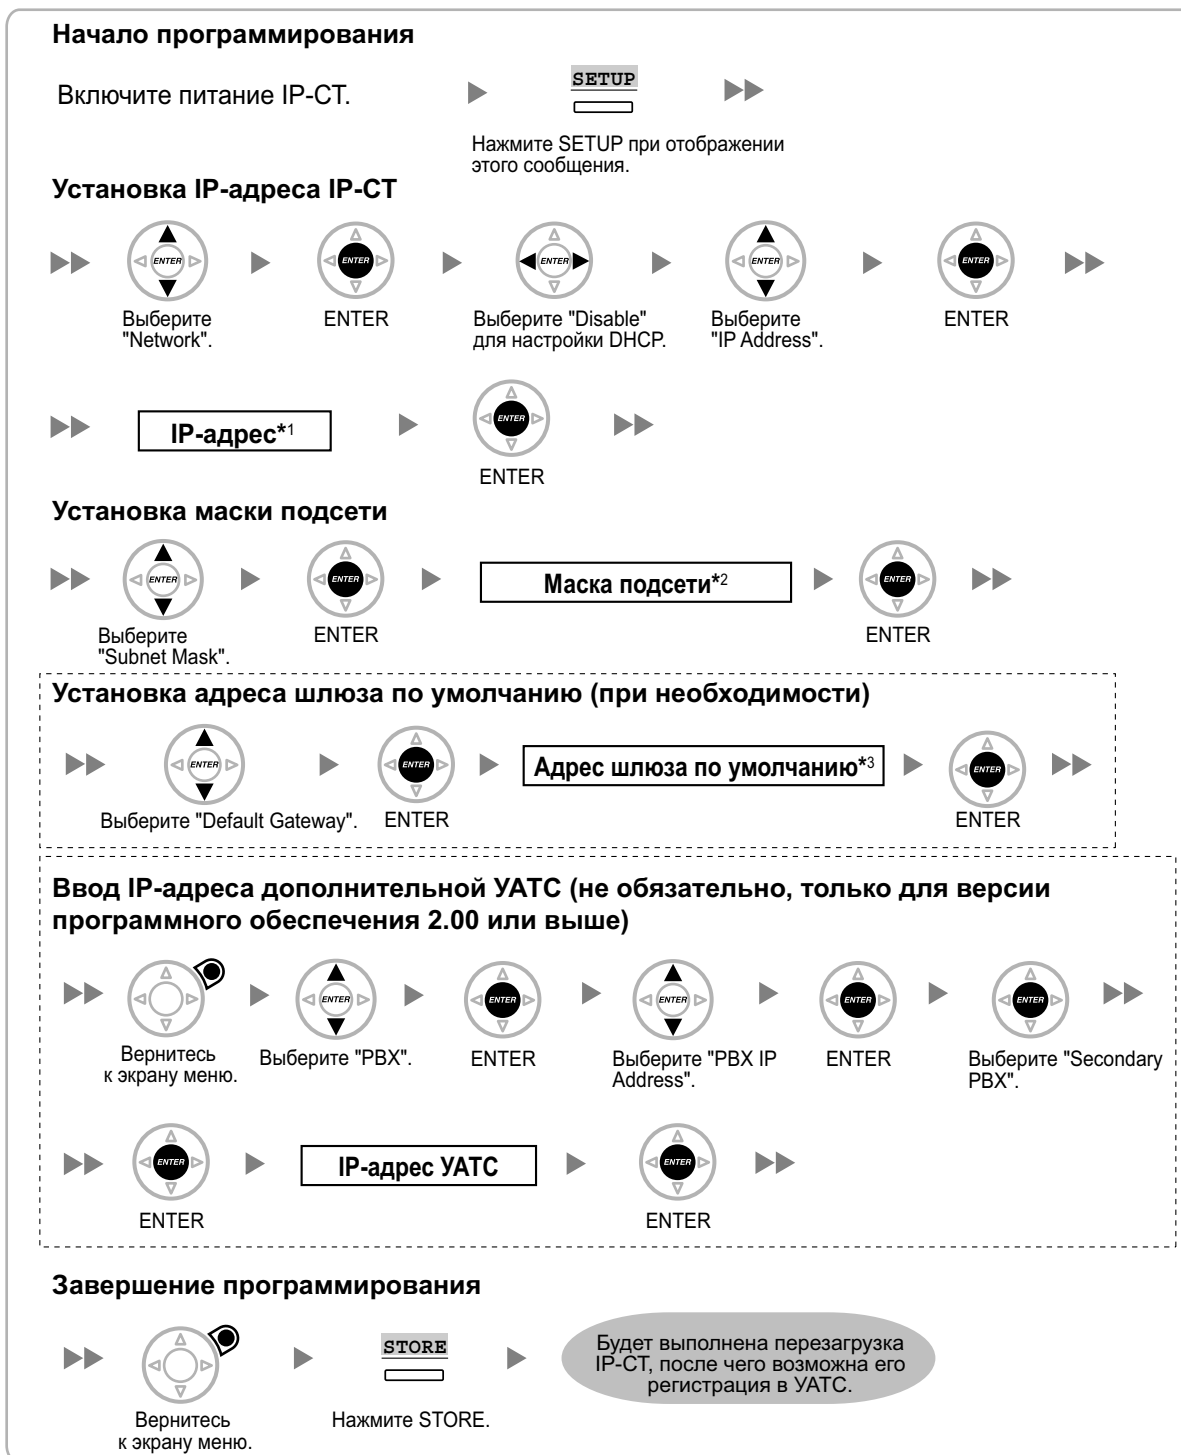 Начало программирования
Включите питание IP-CT.
SETUP
Нажмите SETUP при отображении
этого сообщения.
Установка IP-адреса IP-CT
ENTER
ENTER
ENTER
ENTER
ENTER
Выберите
"Network".
ENTER
Выберите "Disable"
для настройки DHCP.
Выберите
"IP Address".
ENTER
IP-адрес*1
ENTER
ENTER
Установка маски подсети
ENTER
ENTER
Маска подсети*2
ENTER
Выберите
"Subnet Mask".
ENTER
ENTER
Установка адреса шлюза по умолчанию (при необходимости)
ENTER
ENTER
Адрес шлюза по умолчанию*3
ENTER
Выберите "Default Gateway".
ENTER
ENTER
Ввод IP-адреса дополнительной УАТС (не обязательно, только для версии
программного обеспечения 2.00 или выше)
ENTER
ENTER
ENTER
ENTER
ENTER
Вернитесь
к экрану меню.
Выберите "PBX".
ENTER
Выберите "PBX IP
Address".
ENTER
Выберите "Secondary
PBX".
ENTER
IP-адрес УАТС
ENTER
ENTER
ENTER
Завершение программирования
STORE
Будет выполнена перезагрузка
IP-CT, после чего возможна его
регистрация в УАТС.
Вернитесь
к экрану меню.
Нажмите STORE.